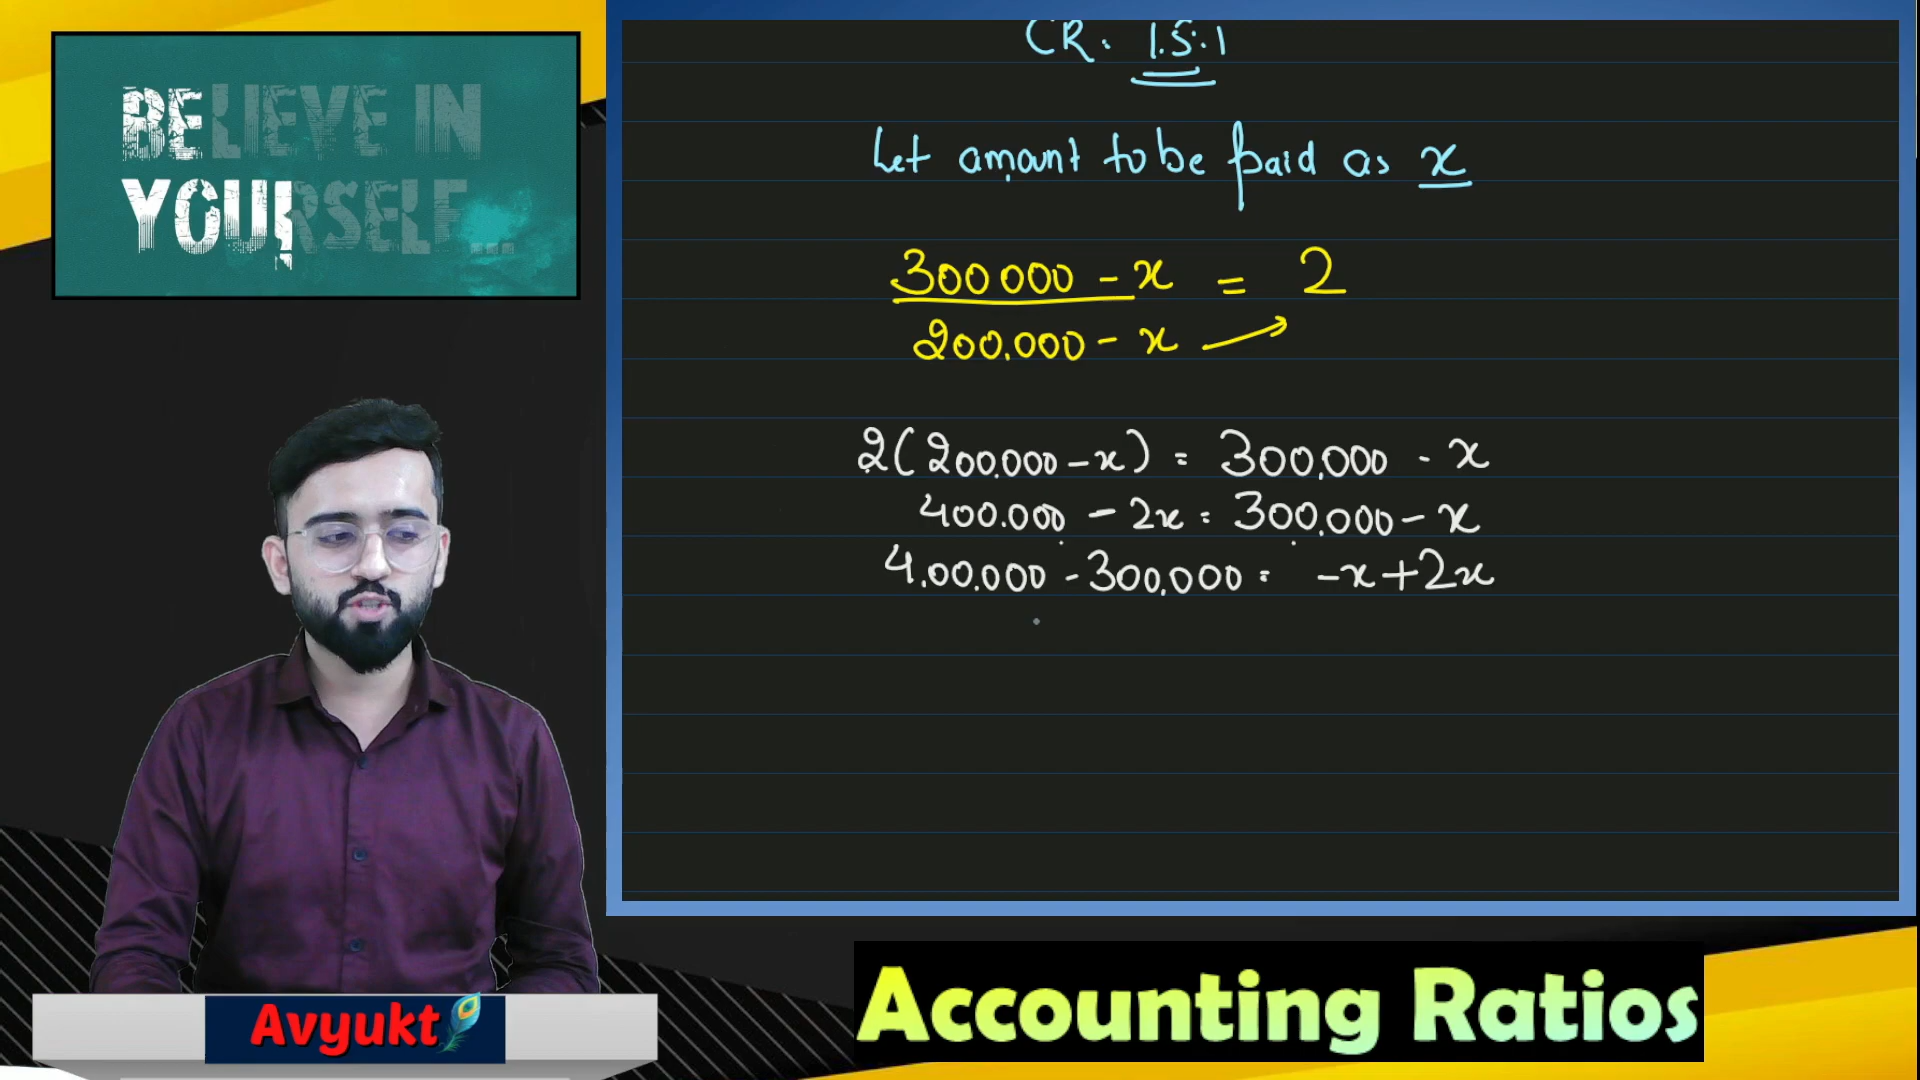 BELIEVE IN
YOURSELF...
CR. 1.5:1
Let amount to be paid as x
300000 - x = 2
200.000 - x
2(200.000 - x) = 300,000 - x
400.000 - 2x = 300,000 - x
4.00.000 - 300,000 = -x+2x
Avyukt
Accounting Ratios